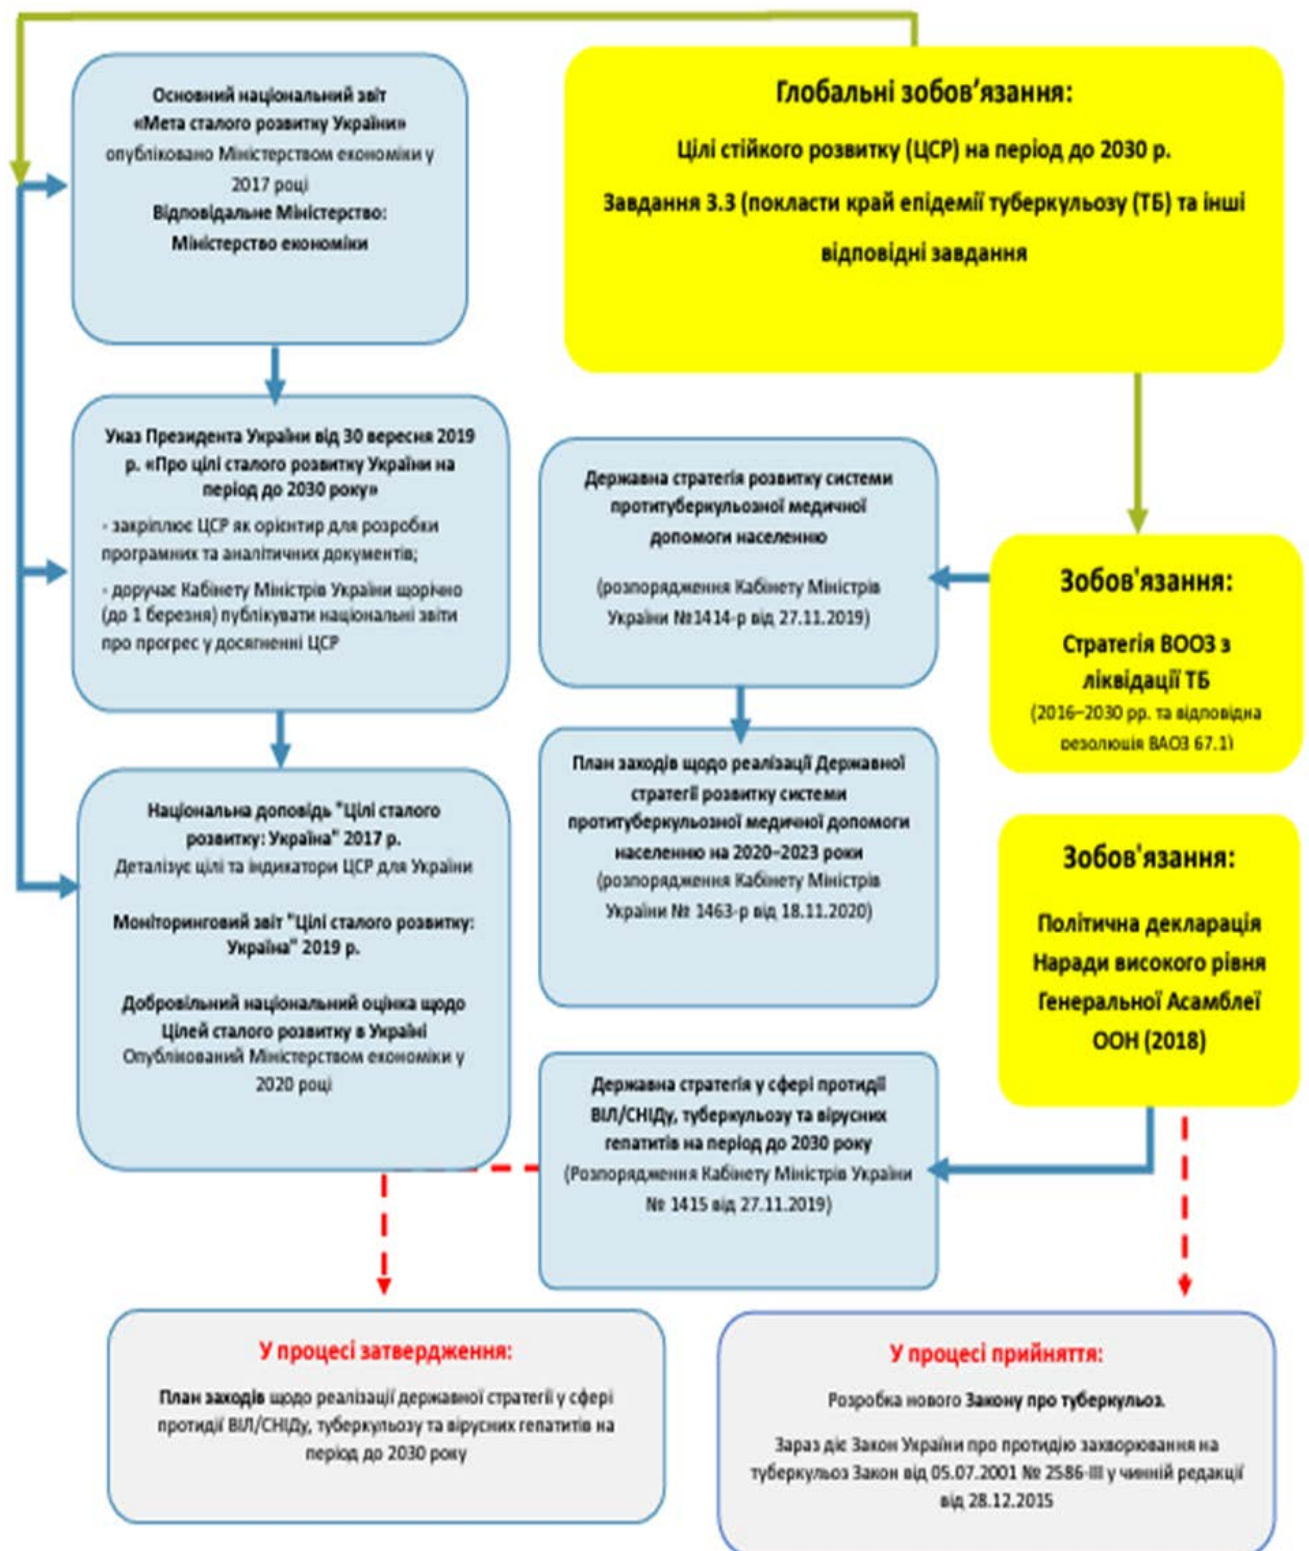 Основний національний звіт
«Мета сталого розвитку України»
опубліковано Міністерством економіки у
2017 році
Відповідальне Міністерство:
Міністерство економіки
Глобальні зобов’язання:
Цілі стійкого розвитку (ЦСР) на період до 2030 р.
Завдання 3.3 (покласти край епідемії туберкульозу (ТБ) та інші
відповідні завдання
Указ Президента України від 30 вересня 2019
р. «Про цілі сталого розвитку України на
період до 2030 року»
- закріплює ЦСР як орієнтир для розробки
програмних та аналітичних документів;
- доручає Кабінету Міністрів України щорічно
(до 1 березня) публікувати національні звіти
про прогрес у досягненні ЦСР
Державна стратегія розвитку системи
протитуберкульозної медичної
допомоги населенню
(розпорядження Кабінету Міністрів
України №1414-р від 27.11.2019)
Зобов'язання:
Стратегія ВООЗ з
ліквідації ТБ
(2016–2030 рр. та відповідна
резолюція ВАОЗ 67.1)
План заходів щодо реалізації Державної
стратегії розвитку системи
протитуберкульозної медичної допомоги
населенню на 2020–2023 роки
(розпорядження Кабінету Міністрів
України № 1463-р від 18.11.2020)
Національна доповідь "Цілі сталого
розвитку: Україна" 2017 р.
Деталізує цілі та індикатори ЦСР для України
Моніторинговий звіт "Цілі сталого розвитку:
Україна" 2019 р.
Добровільний національний оцінка щодо
Цілей сталого розвитку в Україні
Опублікований Міністерством економіки у
2020 році
Зобов'язання:
Політична декларація
Наради високого рівня
Генеральної Асамблеї
ООН (2018)
Державна стратегія у сфері протидії
ВІЛ/СНІДу, туберкульозу та вірусних
гепатитів на період до 2030 року
(Розпорядження Кабінету Міністрів України
№ 1415 від 27.11.2019)
У процесі затвердження:
План заходів щодо реалізації державної стратегії у сфері
протидії ВІЛ/СНІДу, туберкульозу та вірусних гепатитів на
період до 2030 року
У процесі прийняття:
Розробка нового Закону про туберкульоз.
Зараз діє Закон України про протидію захворювання на
туберкульоз Закон від 05.07.2001 № 2586-III у чинній редакції
від 28.12.2015